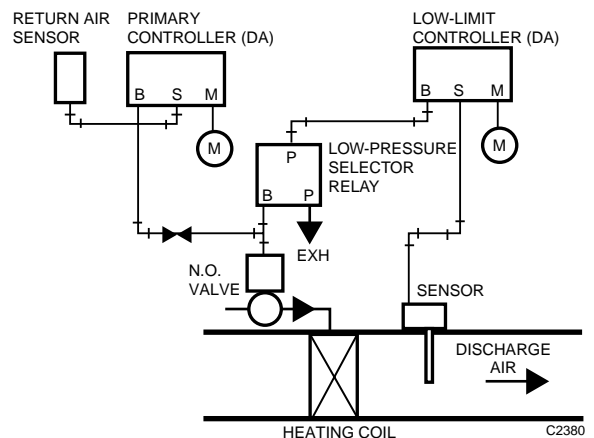 RETURN AIR
SENSOR
PRIMARY
CONTROLLER (DA)
LOW-LIMIT
CONTROLLER (DA)
B S M
B S M
M
M
LOW-PRESSURE
SELECTOR
RELAY
P
B P
EXH
N.O.
VALVE
SENSOR
DISCHARGE
AIR
HEATING COIL
C2380